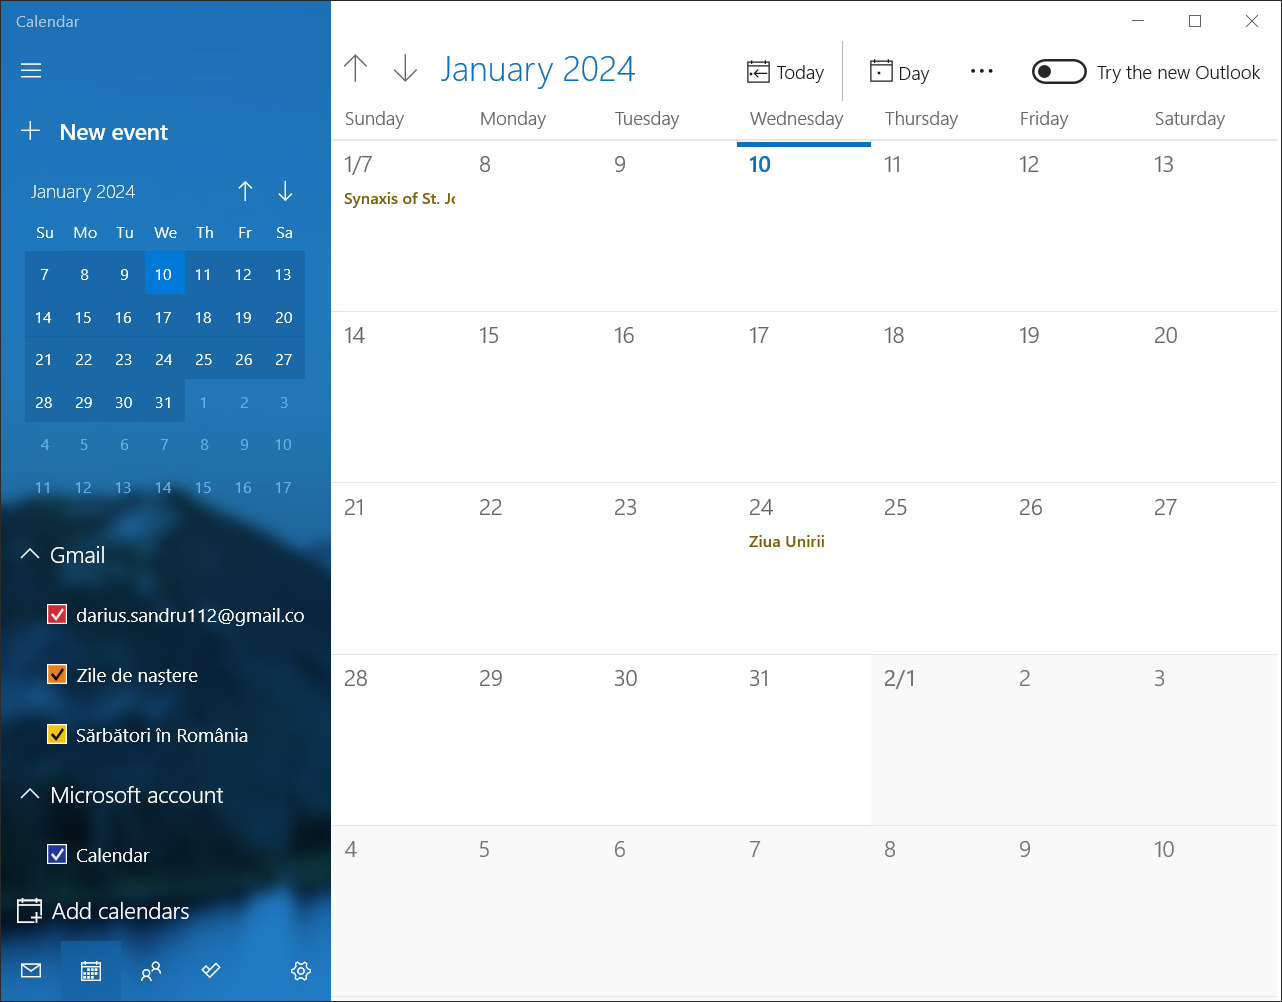 Calendar
New event
January 2024
Su Mo Tu We Th Fr Sa
7 8 9 10 11 12 13
14 15 16 17 18 19 20
21 22 23 24 25 26 27
28 29 30 31 1 2 3
4 5 6 7 8 9 10
11 12 13 14 15 16 17
Gmail
darius.sandru112@gmail.co
Zile de naștere
Sărbători în România
Microsoft account
Calendar
Add calendars
January 2024
Today
Day
Try the new Outlook
Sunday Monday Tuesday Wednesday Thursday Friday Saturday
1/7 8 9 10 11 12 13
Synaxis of St. Jo
14 15 16 17 18 19 20
21 22 23 24 25 26 27
Ziua Unirii
28 29 30 31 2/1 2 3
4 5 6 7 8 9 10